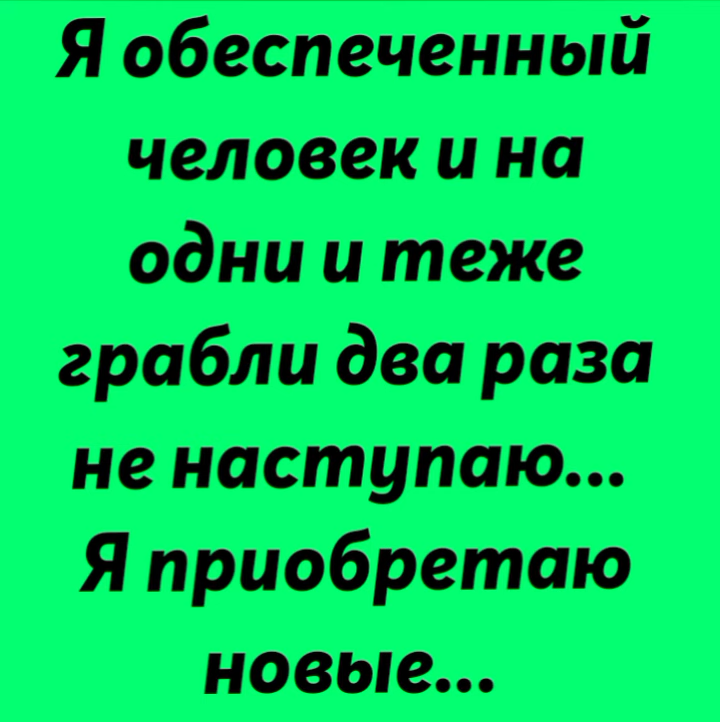 Я обеспеченный
человек и на
одни и теже
грабли два раза
не наступаю...
Я приобретаю
новые...